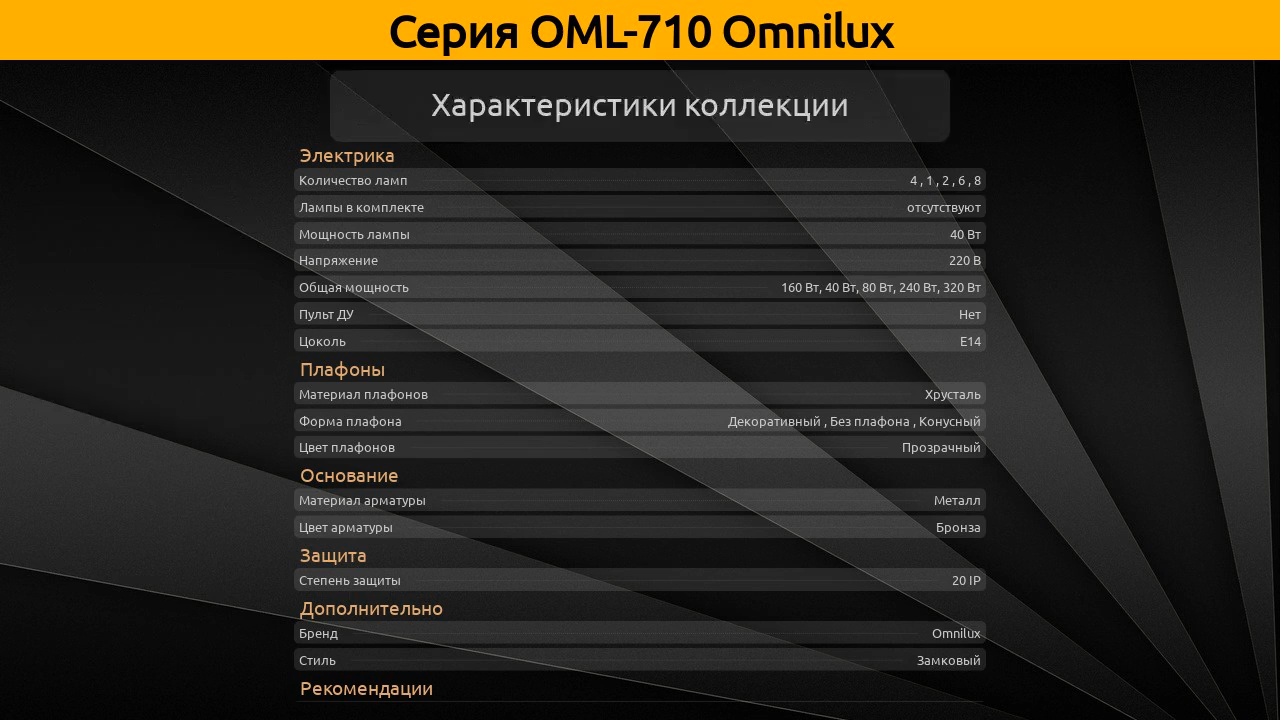 Серия OML-710 Omnilux
Характеристики коллекции
Электрика
Количество ламп 4 , 1 , 2 , 6 , 8
Лампы в комплекте отсутствуют
Мощность лампы 40 Вт
Напряжение 220 В
Общая мощность 160 Вт, 40 Вт, 80 Вт, 240 Вт, 320 Вт
Пульт ДУ Нет
Цоколь E14
Плафоны
Материал плафонов Хрусталь
Форма плафона Декоративный , Без плафона , Конусный
Цвет плафонов Прозрачный
Основание
Материал арматуры Металл
Цвет арматуры Бронза
Защита
Степень защиты 20 IP
Дополнительно
Бренд Omnilux
Стиль Замковый
Рекомендации